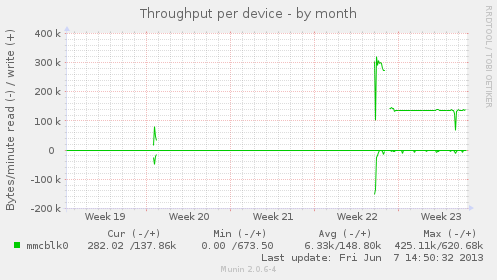 Throughput per device - by month
RRDTOOL / TOBI OETIKER
Bytes/minute read (-) / write (+)
400 k
300 k
200 k
100 k
0
-100 k
-200 k
Week 19 Week 20 Week 21 Week 22 Week 23
Cur (-/+) Min (-/+) Avg (-/+) Max (-/+)
mmcblk0 282.02 /137.86k 0.00 /673.50 6.33k/148.80k 425.11k/620.68k
Last update: Fri Jun 7 14:50:32 2013
Munin 2.0.6-4